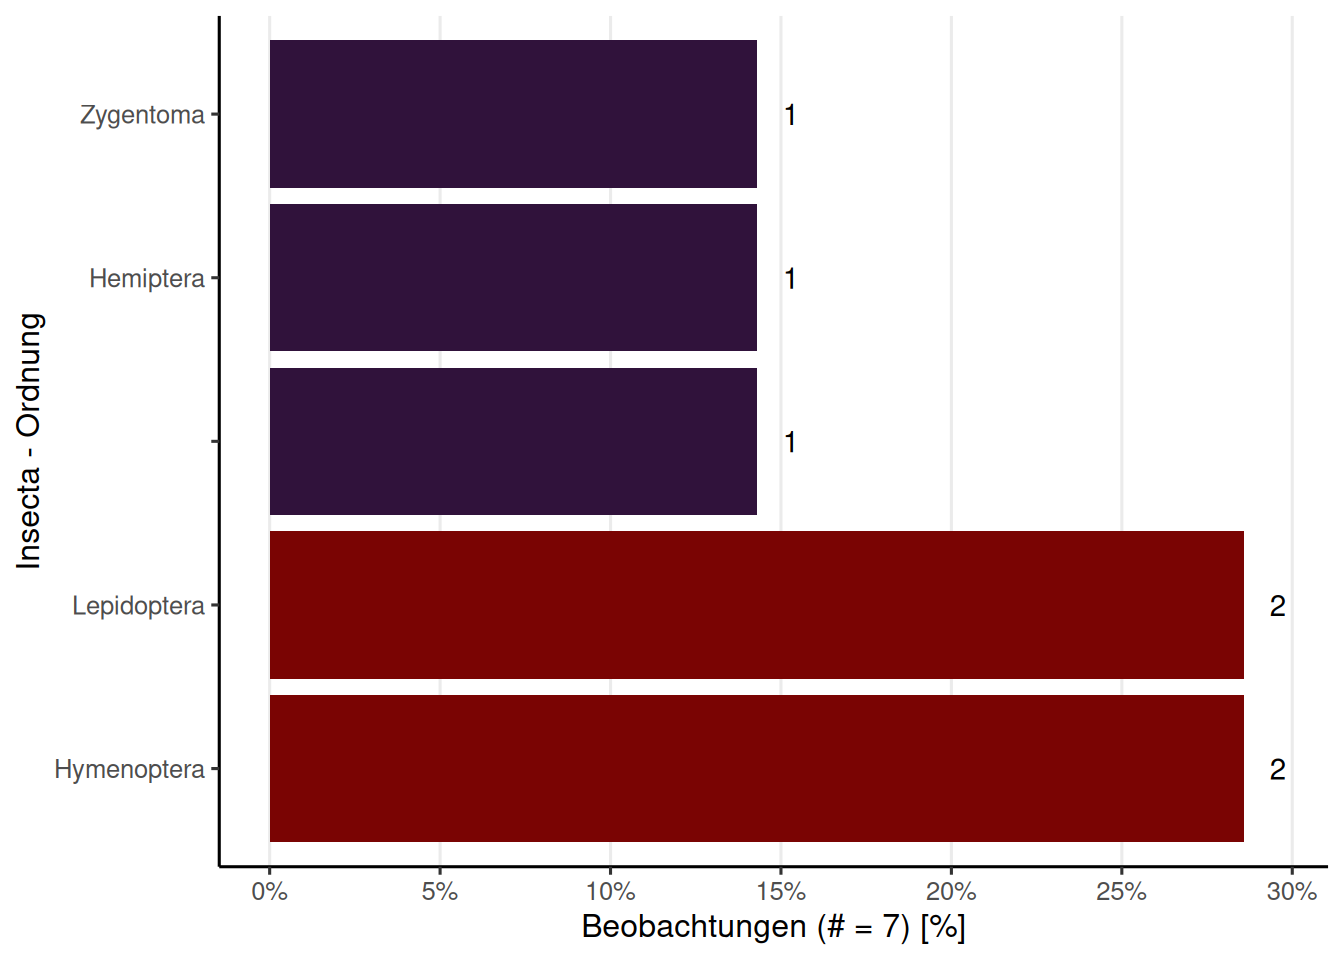 Insecta - Ordnung
Zygentoma
1
Hemiptera
1
1
Lepidoptera
2
Hymenoptera
2
0% 5% 10% 15% 20% 25% 30%
Beobachtungen (# = 7) [%]